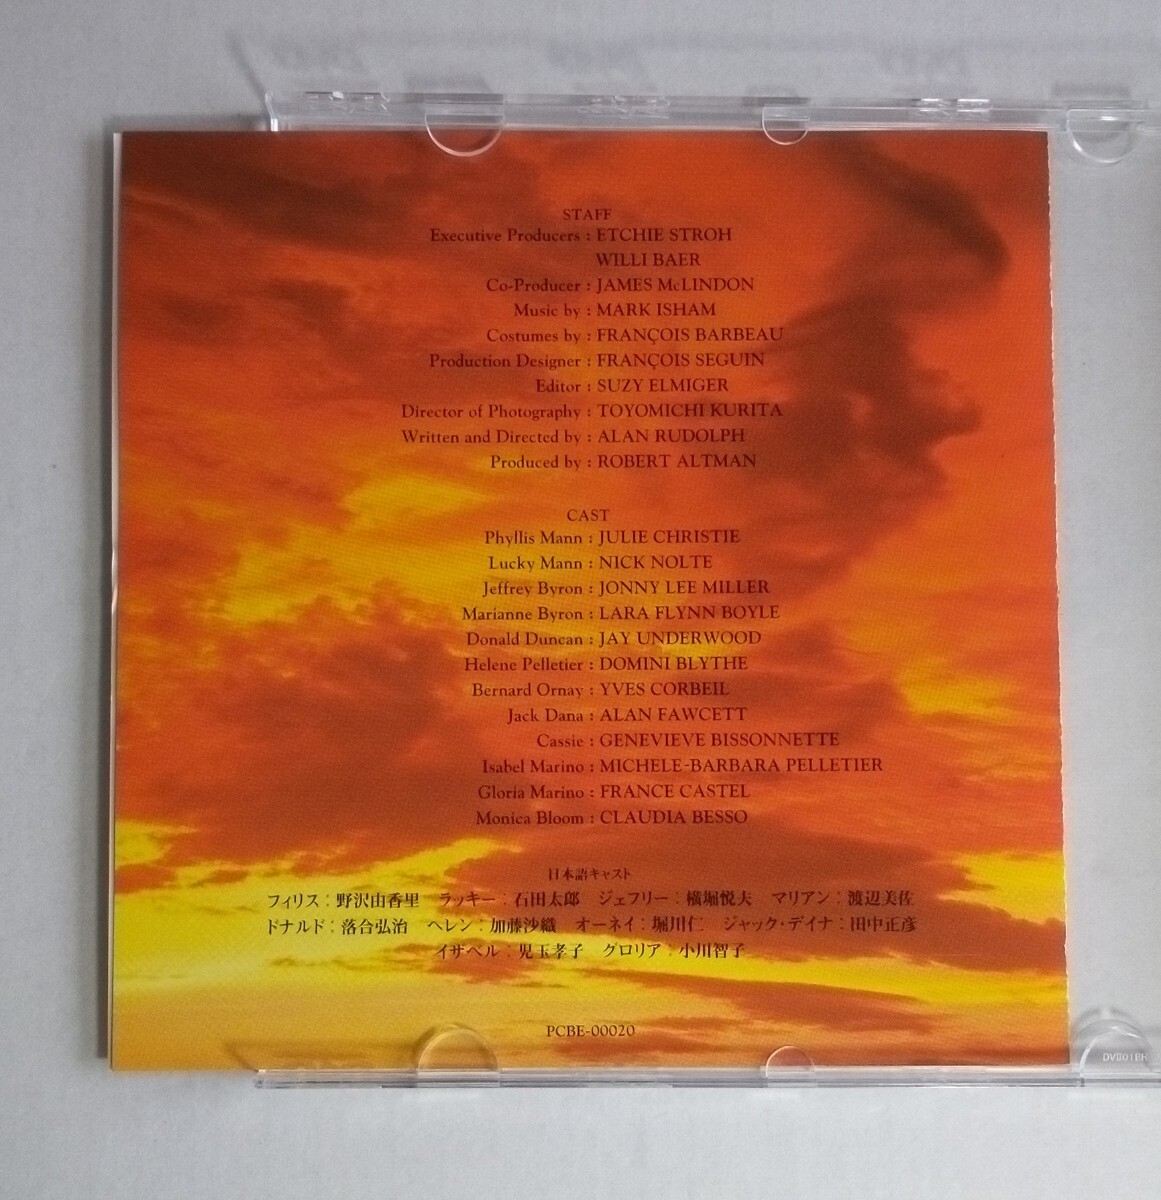 STAFF
Executive Producers : ETCHIE STROH
WILLI BAER
Co-Producer : JAMES McLINDON
Music by : MARK ISHAM
Costumes by : FRANÇOIS BARBEAU
Production Designer : FRANÇOIS SEGUIN
Editor : SUZY ELMIGER
Director of Photography : TOYOMICHI KURITA
Written and Directed by : ALAN RUDOLPH
Produced by : ROBERT ALTMAN
CAST
Phyllis Mann : JULIE CHRISTIE
Lucky Mann : NICK NOLTE
Jeffrey Byron : JONNY LEE MILLER
Marianne Byron : LARA FLYNN BOYLE
Donald Duncan : JAY UNDERWOOD
Helene Pelletier : DOMINI BLYTHE
Bernard Ornay : YVES CORBEIL
Jack Dana : ALAN FAWCETT
Cassie : GENEVIEVE BISSONNETTE
Isabel Marino : MICHELE-BARBARA PELLETIER
Gloria Marino : FRANCE CASTEL
Monica Bloom : CLAUDIA BESSO
日本語キャスト
フィリス：野沢由香里 ラッキー：石田太郎 ジェフリー：横堀悦夫 マリアン：渡辺美佐
ドナルド：落合弘治 ヘレン：加藤沙織 オーネイ：堀川仁 ジャック・デイナ：田中正彦
イザベル：児玉孝子 グロリア：小川智子
PCBE-00020